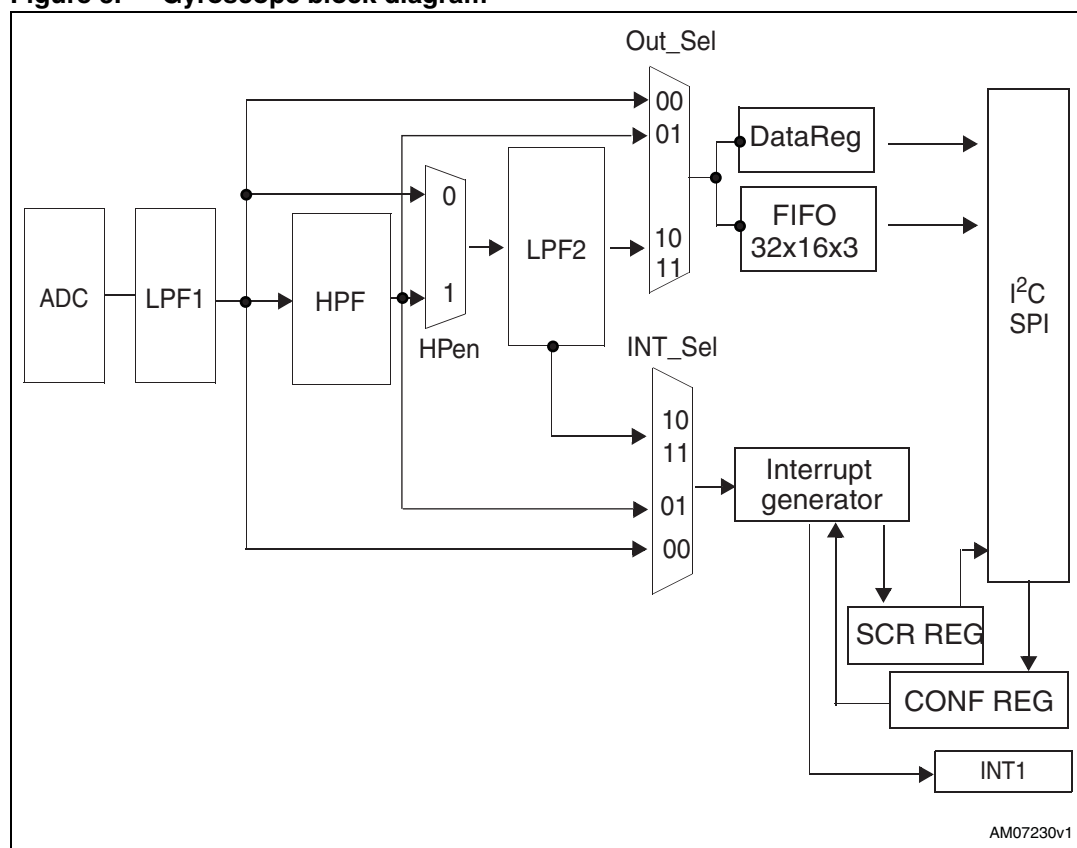 Out_Sel
00
01
DataReg
0
FIFO
32x16x3
10
11
LPF2
ADC
LPF1
HPF
1
I²C
SPI
HPen
INT_Sel
10
11
Interrupt
generator
01
00
SCR REG
CONF REG
INT1
AM07230v1